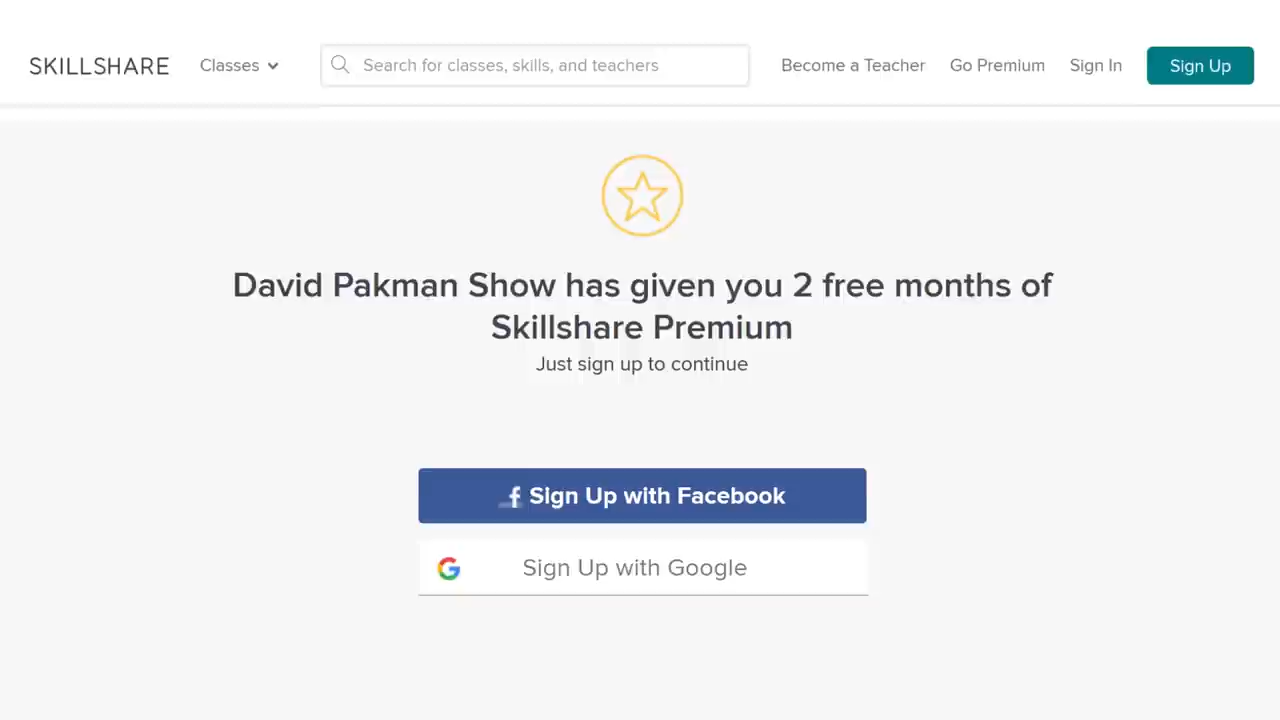 SKILLSHARE Classes Search for classes, skills, and teachers Become a Teacher Go Premium Sign In Sign Up
David Pakman Show has given you 2 free months of
Skillshare Premium
Just sign up to continue
f Sign Up with Facebook
G Sign Up with Google